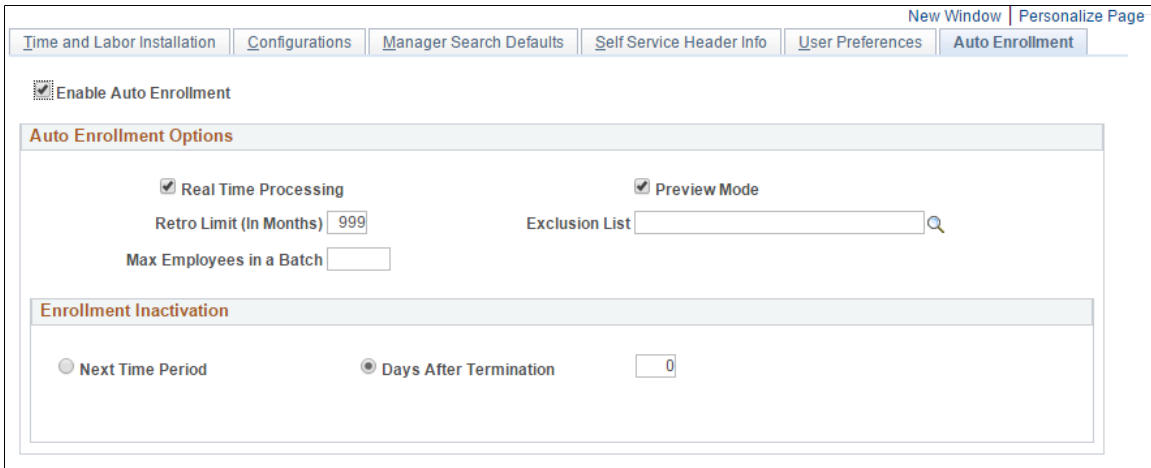 New Window | Personalize Page
Time and Labor Installation Configurations Manager Search Defaults Self Service Header Info User Preferences Auto Enrollment
Enable Auto Enrollment
Auto Enrollment Options
Real Time Processing Preview Mode
Retro Limit (In Months) 999 Exclusion List
Max Employees in a Batch
Enrollment Inactivation
Next Time Period Days After Termination 0